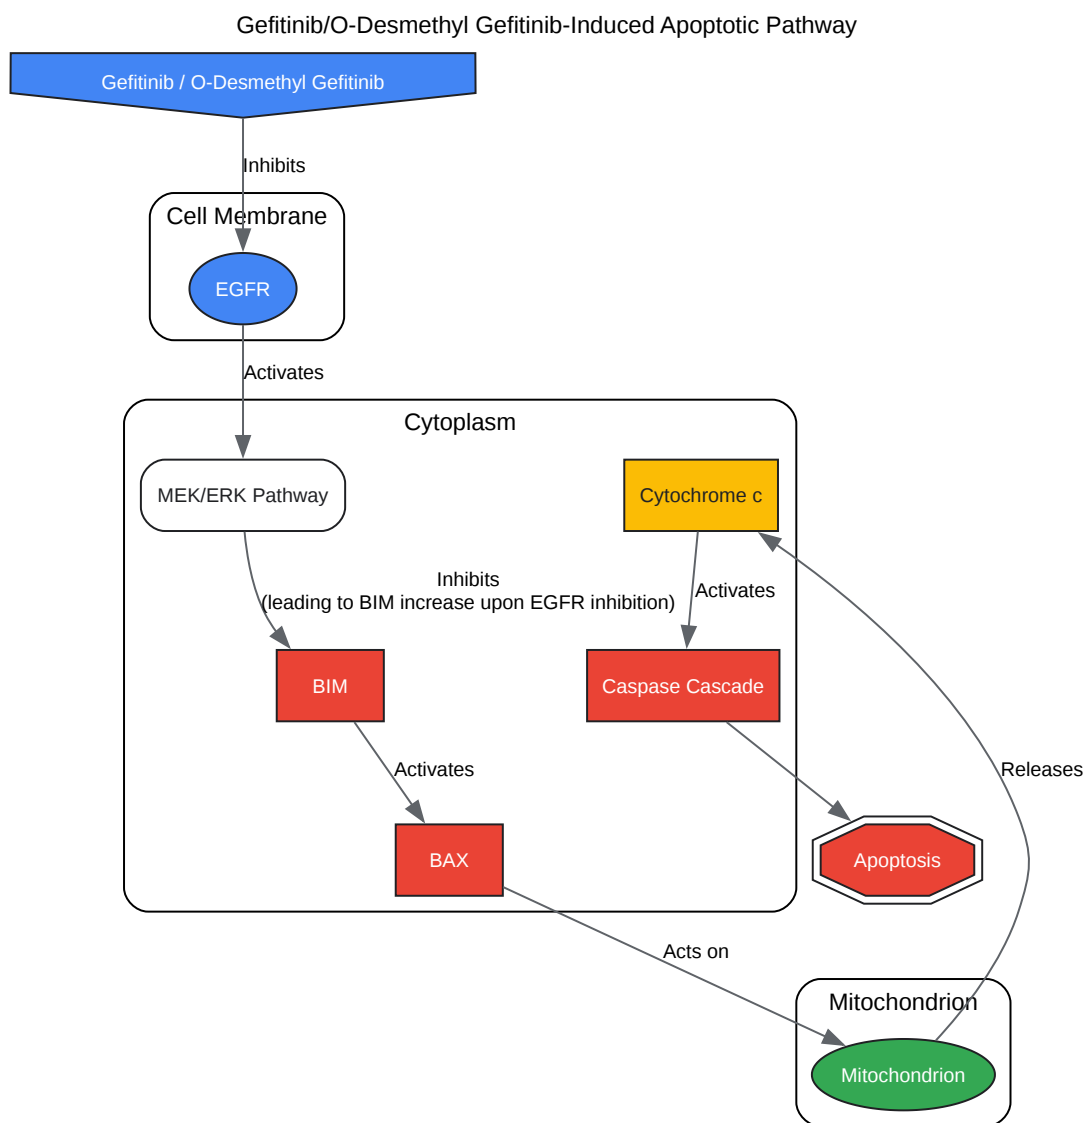 Gefitinib/O-Desmethyl Gefitinib-Induced Apoptotic Pathway
Gefitinib / O-Desmethyl Gefitinib
Inhibits
Cell Membrane
EGFR
Activates
Cytoplasm
MEK/ERK Pathway
Cytochrome c
Inhibits
(leading to BIM increase upon EGFR inhibition)
Activates
BIM
Caspase Cascade
Activates
Releases
BAX
Apoptosis
Acts on
Mitochondrion
Mitochondrion